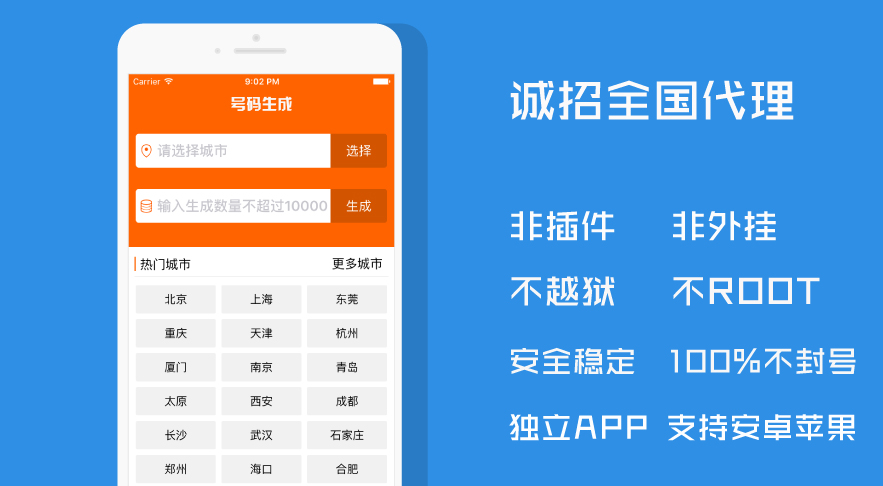 Carrier 9:02 PM
号码生成
请选择城市 选择
输入生成数量不超过10000 生成
热门城市 更多城市
北京 上海 东莞
重庆 天津 杭州
厦门 南京 青岛
太原 西安 成都
长沙 武汉 石家庄
郑州 海口 合肥
诚招全国代理
非插件 非外挂
不越狱 不ROOT
安全稳定 100%不封号
独立APP 支持安卓苹果